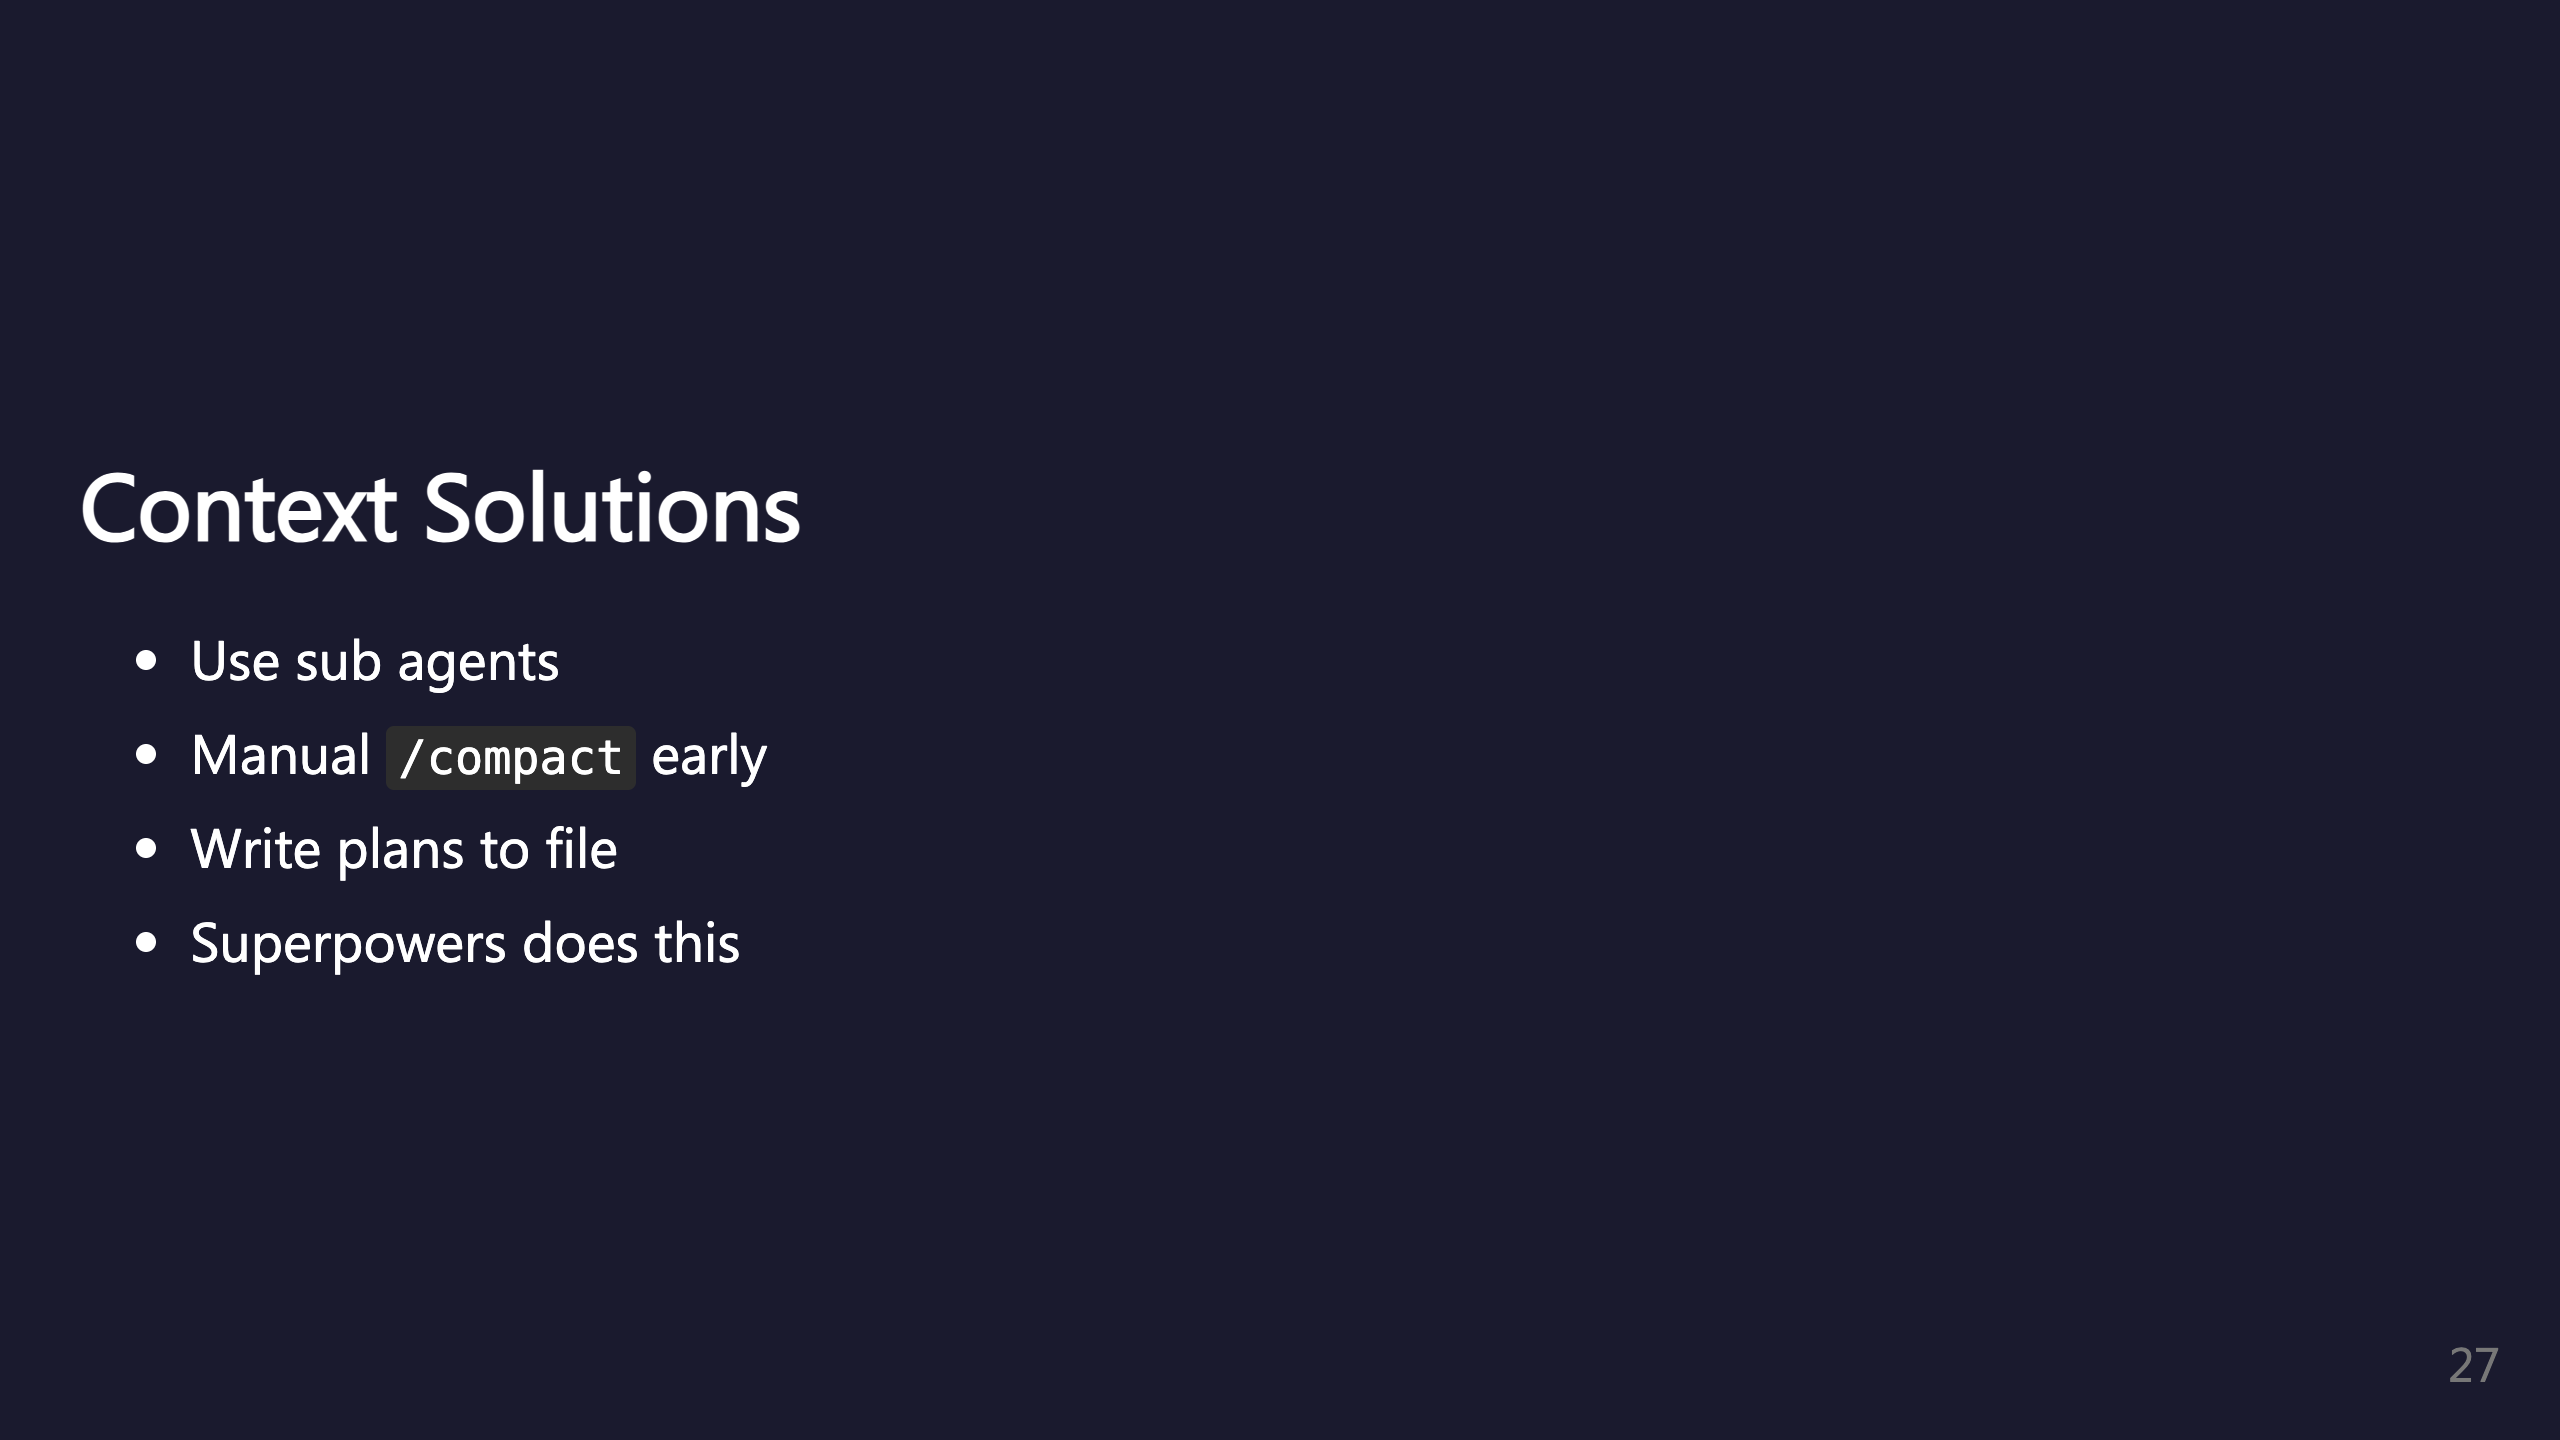 Context Solutions
• Use sub agents
• Manual /compact early
• Write plans to file
• Superpowers does this
27